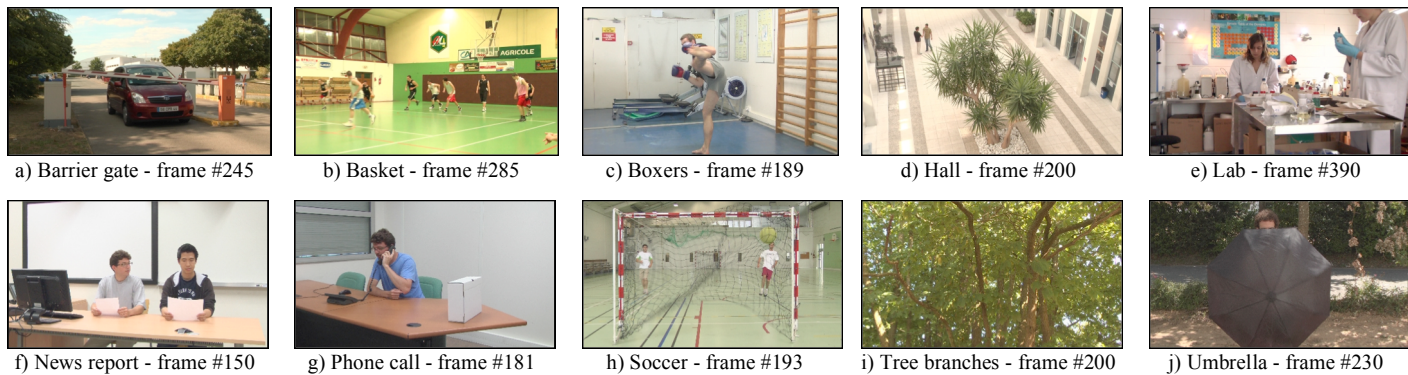 CRÉDIT AGRICOLE
a) Barrier gate - frame #245
b) Basket - frame #285
c) Boxers - frame #189
d) Hall - frame #200
e) Lab - frame #390
f) News report - frame #150
g) Phone call - frame #181
h) Soccer - frame #193
i) Tree branches - frame #200
j) Umbrella - frame #230